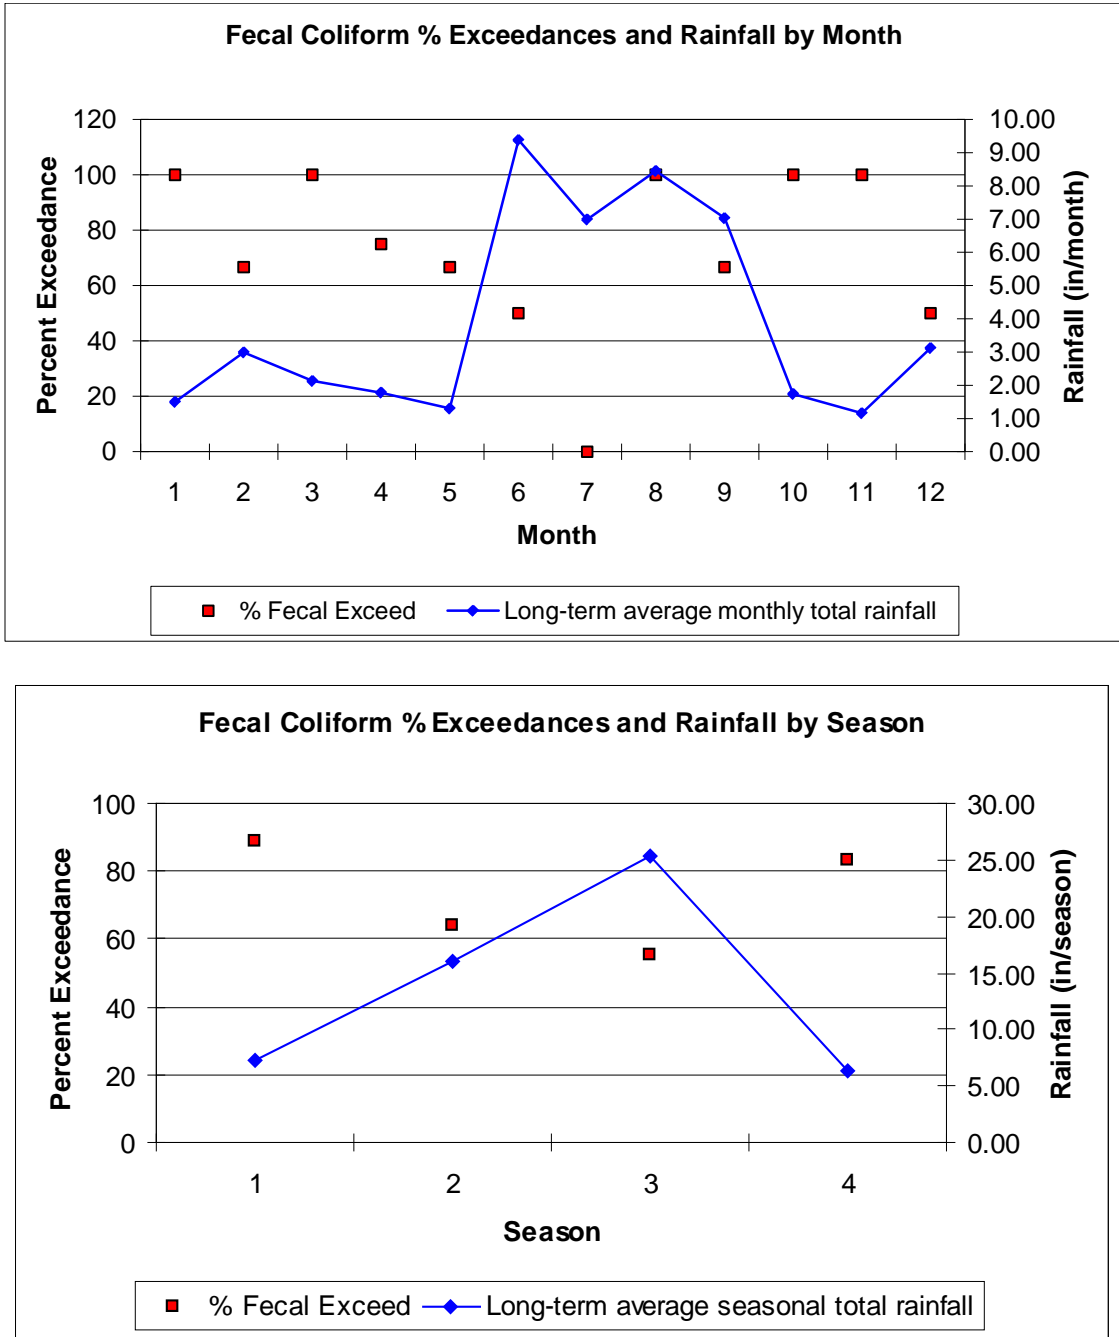 Fecal Coliform % Exceedances and Rainfall by Month
Percent Exceedance
120
100
80
60
40
20
0
10.00
9.00
8.00
7.00
6.00
5.00
4.00
3.00
2.00
1.00
0.00
Rainfall (in/month)
1 2 3 4 5 6 7 8 9 10 11 12
Month
% Fecal Exceed Long-term average monthly total rainfall
Fecal Coliform % Exceedances and Rainfall by Season
Percent Exceedance
100
80
60
40
20
0
30.00
25.00
20.00
15.00
10.00
5.00
0.00
Rainfall (in/season)
1 2 3 4
Season
% Fecal Exceed Long-term average seasonal total rainfall